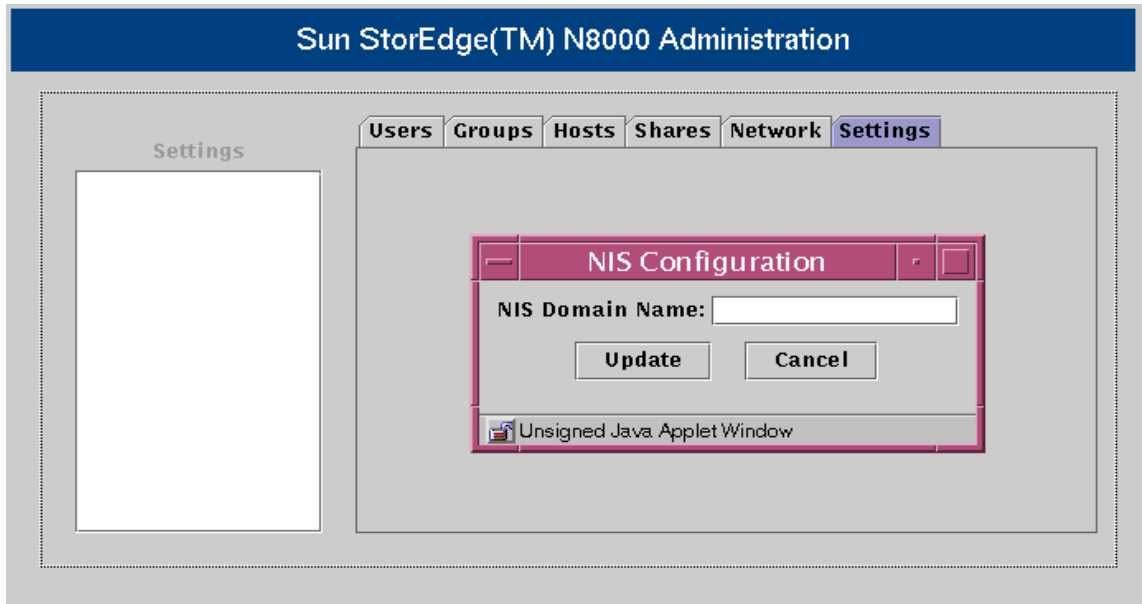 Sun StorEdge(TM) N8000 Administration
Settings
Users Groups Hosts Shares Network Settings
NIS Configuration
NIS Domain Name:
Update Cancel
Unsigned Java Applet Window